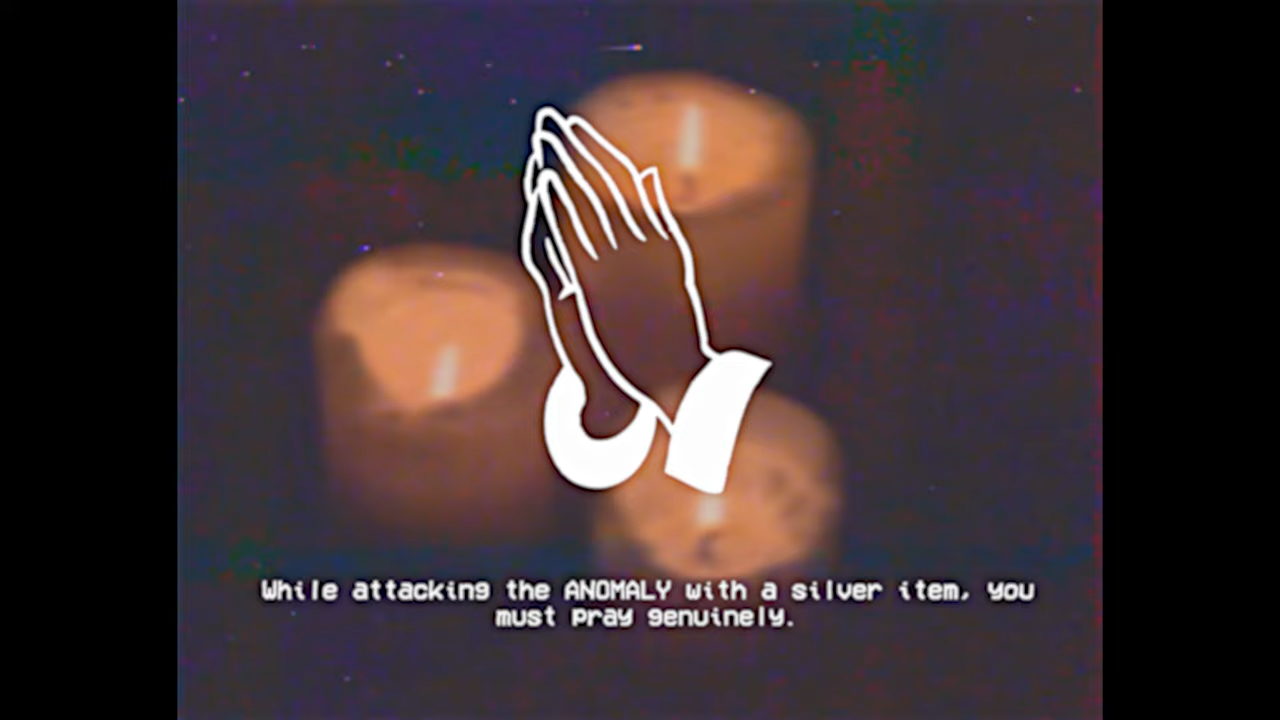 While attacking the ANOMALY with a silver item, you
must pray genuinely.